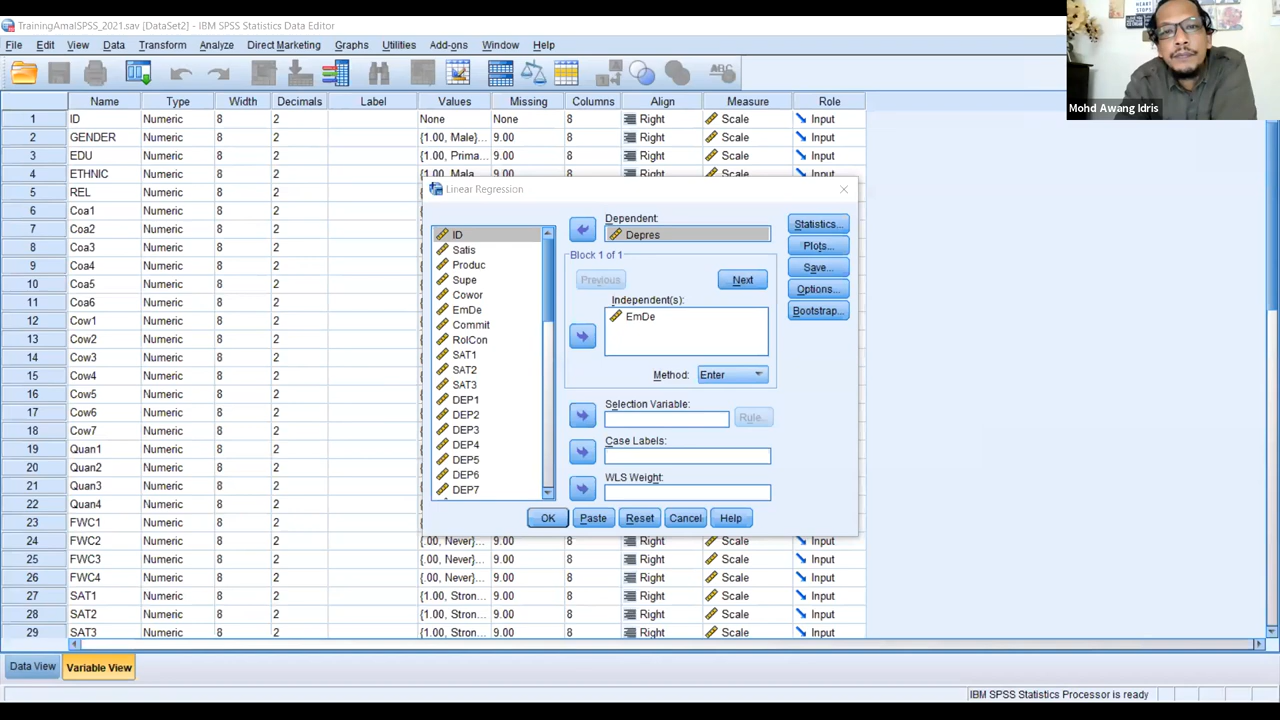 TrainingAmalSPSS_2021.sav [DataSet2] - IBM SPSS Statistics Data Editor
File Edit View Data Transform Analyze Direct Marketing Graphs Utilities Add-ons Window Help
Mohd Awang Idris
Name Type Width Decimals Label Values Missing Columns Align Measure Role
1 ID Numeric 8 2 None None 8 Right Scale Input
2 GENDER Numeric 8 2 {1.00, Male}... 9.00 8 Right Scale Input
3 EDU Numeric 8 2 {1.00, Prima... 9.00 8 Right Scale Input
4 ETHNIC Numeric 8 2 {1.00, Mala... 9.00 8 Right Scale Input
5 REL Numeric 8 2
6 Coa1 Numeric 8 2
7 Coa2 Numeric 8 2
8 Coa3 Numeric 8 2
9 Coa4 Numeric 8 2
10 Coa5 Numeric 8 2
11 Coa6 Numeric 8 2
12 Cow1 Numeric 8 2
13 Cow2 Numeric 8 2
14 Cow3 Numeric 8 2
15 Cow4 Numeric 8 2
16 Cow5 Numeric 8 2
17 Cow6 Numeric 8 2
18 Cow7 Numeric 8 2
19 Quan1 Numeric 8 2
20 Quan2 Numeric 8 2
21 Quan3 Numeric 8 2
22 Quan4 Numeric 8 2
23 FWC1 Numeric 8 2
24 FWC2 Numeric 8 2 {.00, Never}... 9.00 8 Right Scale Input
25 FWC3 Numeric 8 2 {.00, Never}... 9.00 8 Right Scale Input
26 FWC4 Numeric 8 2 {.00, Never}... 9.00 8 Right Scale Input
27 SAT1 Numeric 8 2 {1.00, Stron... 9.00 8 Right Scale Input
28 SAT2 Numeric 8 2 {1.00, Stron... 9.00 8 Right Scale Input
29 SAT3 Numeric 8 2 {1.00, Stron... 9.00 8 Right Scale Input
Linear Regression
ID
Satis
Produc
Supe
Cowor
EmDe
Commit
RolCon
SAT1
SAT2
SAT3
DEP1
DEP2
DEP3
DEP4
DEP5
DEP6
DEP7
Dependent:
Depres
Block 1 of 1
Previous Next
Independent(s):
EmDe
Method: Enter
Selection Variable:
Rule...
Case Labels:
WLS Weight:
Statistics...
Plots...
Save...
Options...
Bootstrap...
OK Paste Reset Cancel Help
Data View Variable View
IBM SPSS Statistics Processor is ready